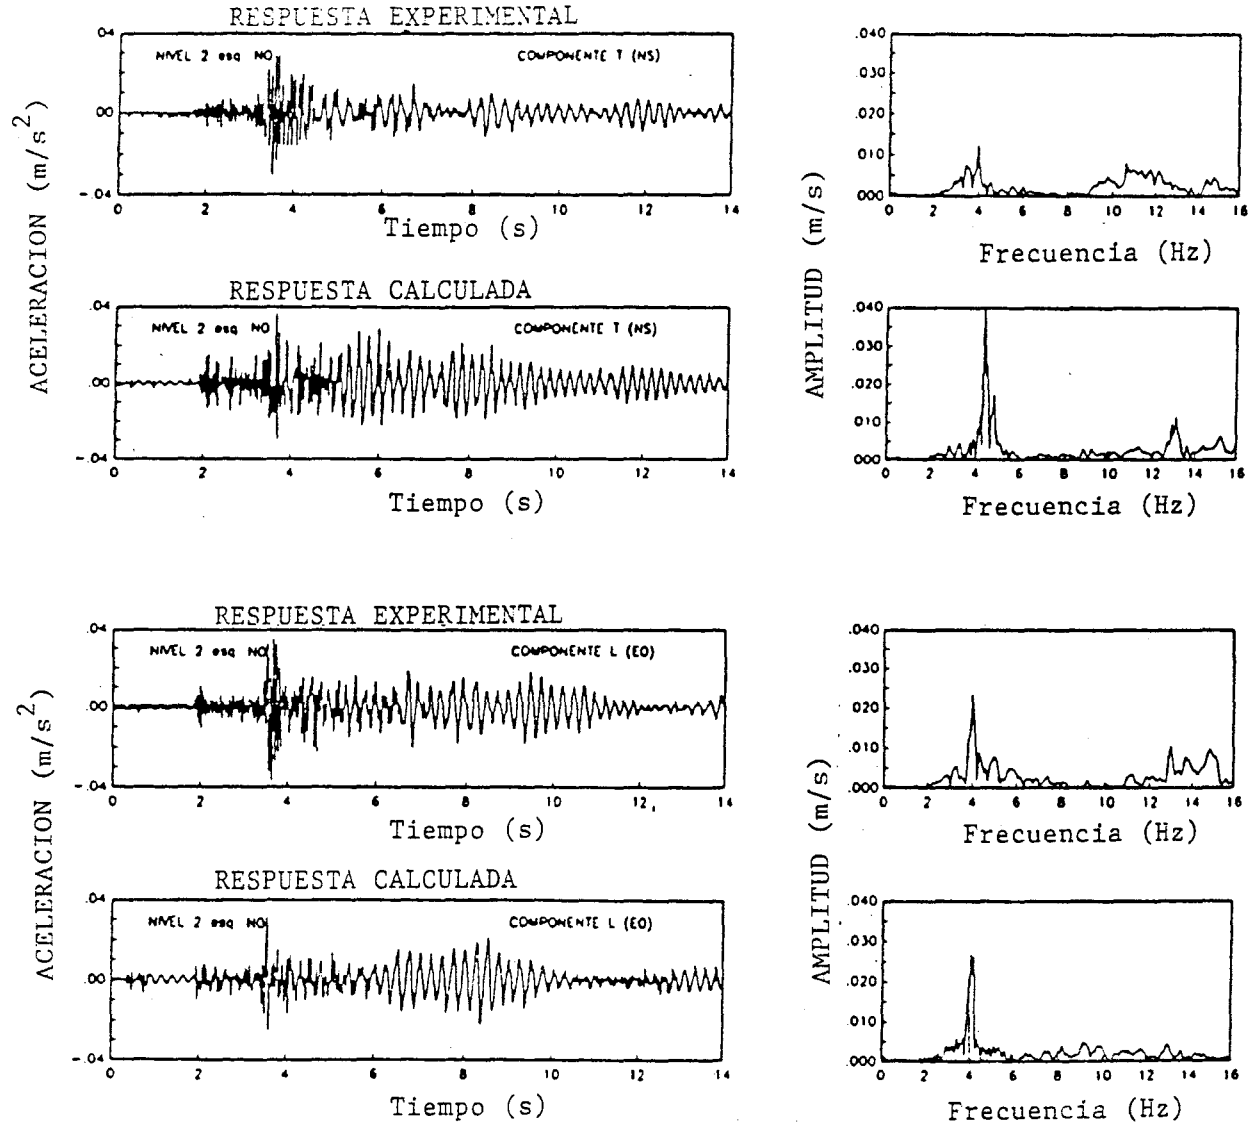 RESPUESTA EXPERIMENTAL
.04
NIVEL 2 esq NO
COMPONENTE T (NS)
.00
-.04
0 2 4 6 8 10 12 14
Tiempo (s)
.040
.030
.020
.010
.000
0 2 4 6 8 10 12 14 16
Frecuencia (Hz)
RESPUESTA CALCULADA
.04
NIVEL 2 esq NO
COMPONENTE T (NS)
.00
-.04
0 2 4 6 8 10 12 14
Tiempo (s)
.040
.030
.020
.010
.000
0 2 4 6 8 10 12 14 16
Frecuencia (Hz)
ACELERACION (m/s2)
AMPLITUD (m/s)
RESPUESTA EXPERIMENTAL
.04
NIVEL 2 esq NO
COMPONENTE L (EO)
.00
-.04
0 2 4 6 8 10 12 14
Tiempo (s)
.040
.030
.020
.010
.000
0 2 4 6 8 10 12 14 16
Frecuencia (Hz)
RESPUESTA CALCULADA
.04
NIVEL 2 esq NO
COMPONENTE L (EO)
.00
-.04
0 2 4 6 8 10 12 14
Tiempo (s)
.040
.030
.020
.010
.000
0 2 4 6 8 10 12 14 16
Frecuencia (Hz)
ACELERACION (m/s2)
AMPLITUD (m/s)